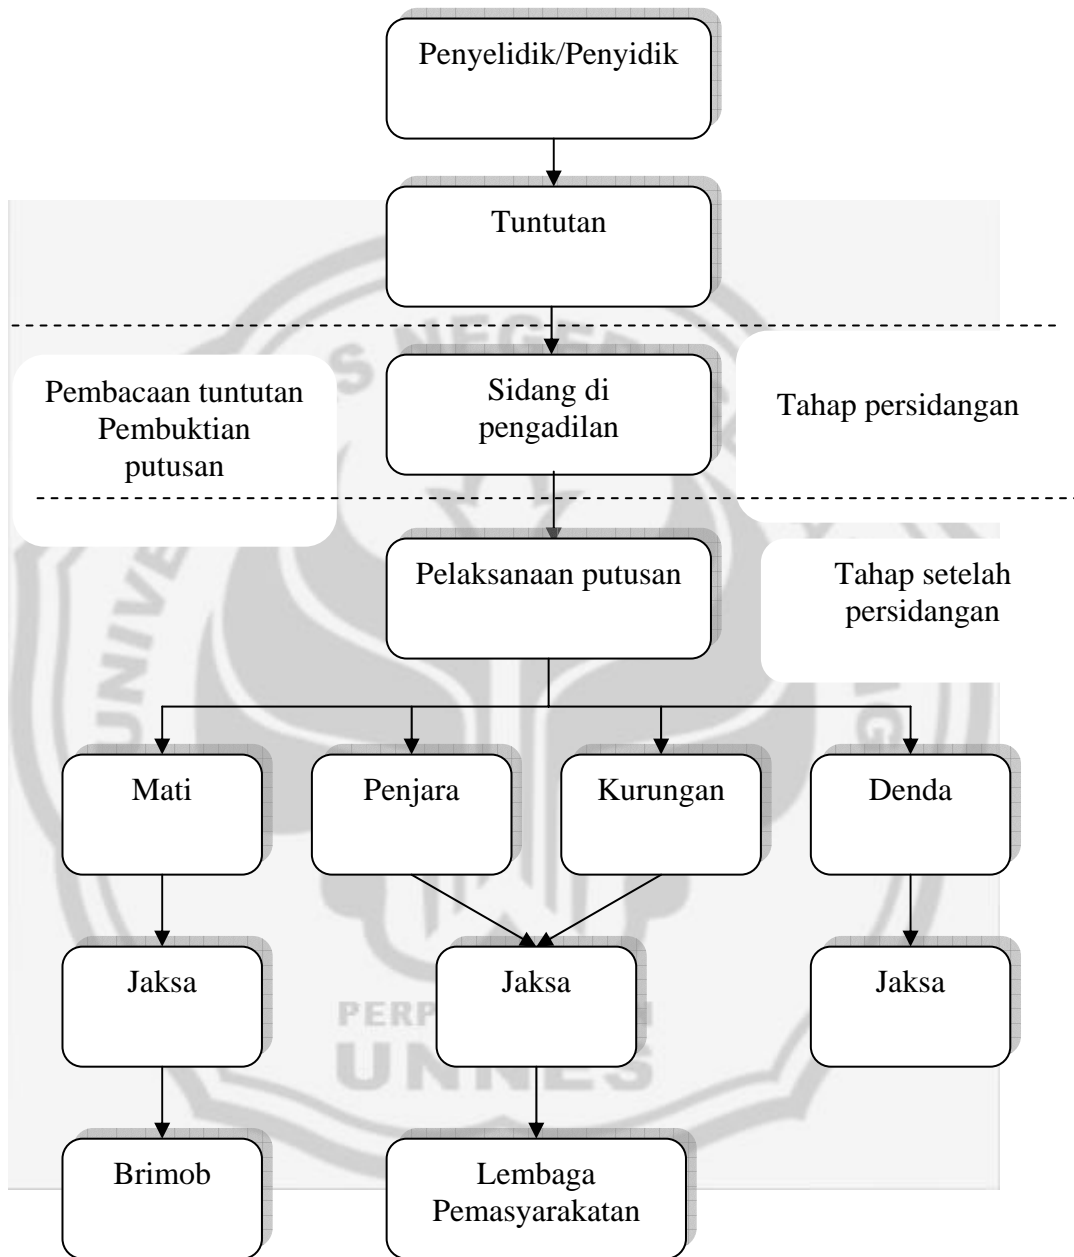 Penyelidik/Penyidik
Tuntutan
Pembacaan tuntutan
Pembuktian
putusan
Sidang di
pengadilan
Tahap persidangan
Pelaksanaan putusan
Tahap setelah
persidangan
Mati
Penjara
Kurungan
Denda
Jaksa
Jaksa
Jaksa
Brimob
Lembaga
Pemasyarakatan
UNNES